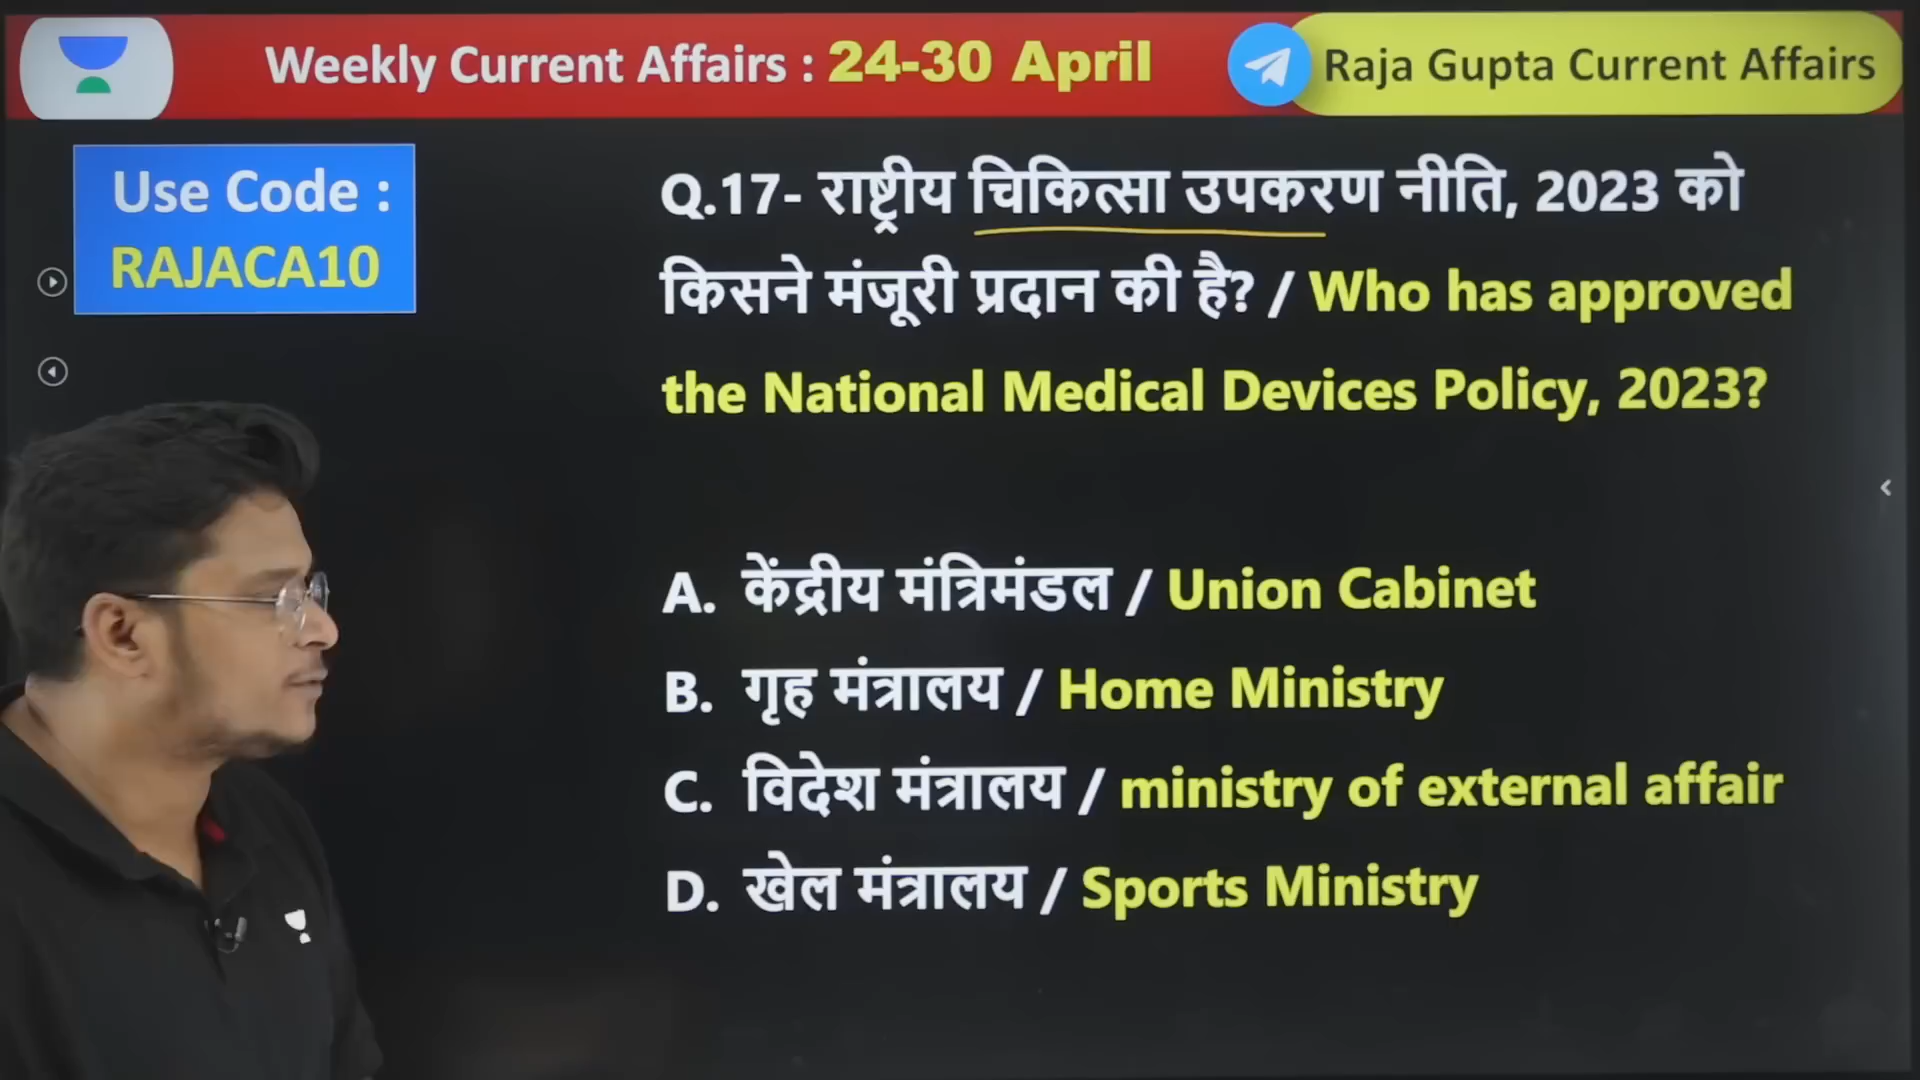 Weekly Current Affairs : 24-30 April
Raja Gupta Current Affairs
Use Code :
RAJACA10
Q.17- राष्ट्रीय चिकित्सा उपकरण नीति, 2023 को
किसने मंजूरी प्रदान की है? / Who has approved
the National Medical Devices Policy, 2023?
A. केंद्रीय मंत्रिमंडल / Union Cabinet
B. गृह मंत्रालय / Home Ministry
C. विदेश मंत्रालय / ministry of external affair
D. खेल मंत्रालय / Sports Ministry